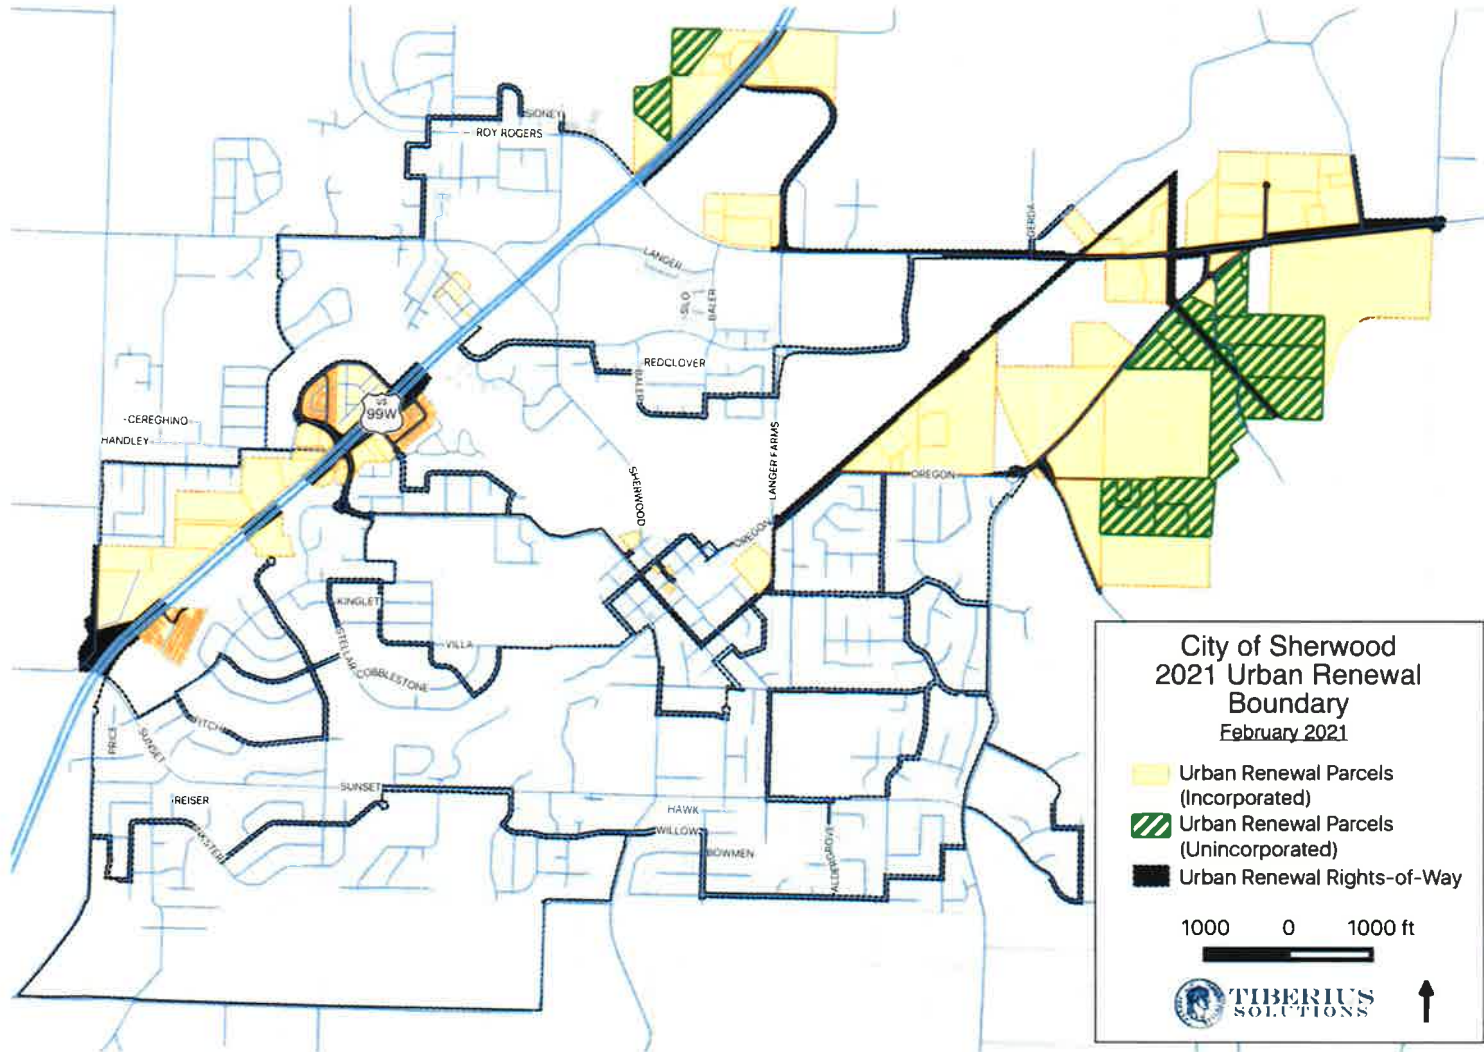 SIDNEY
ROY ROGERS
GERDA
LANGER
SILO
BALER
REDCLOVER
BALER
US
99W
CEREGHINO
HANDLEY
LANGER FARMS
SHERWOOD
OREGON
OREGON
KINGLET
STELLAR
VILLA
COBBLESTONE
FITCH
PRICE
SUNSET
SUNSET
REISER
HAWK
WILLOW
BOWMEN
ALDERGROVE
City of Sherwood
2021 Urban Renewal
Boundary
February 2021
Urban Renewal Parcels
(Incorporated)
Urban Renewal Parcels
(Unincorporated)
Urban Renewal Rights-of-Way
1000 0 1000 ft
TIBERIUS
SOLUTIONS